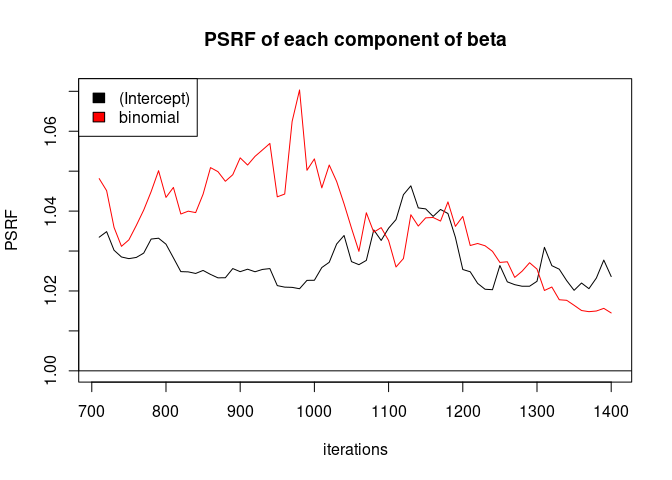 PSRF of each component of beta
(Intercept)
binomial
PSRF
1.06
1.04
1.02
1.00
700 800 900 1000 1100 1200 1300 1400
iterations